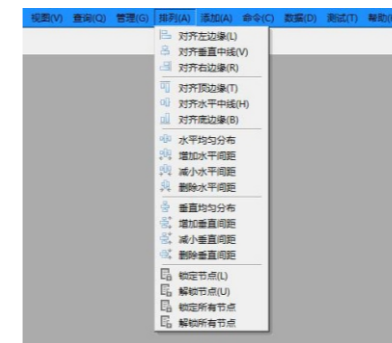 视图(V) 查询(Q) 管理(G) 排列(A) 添加(A) 命令(C) 数据(D) 测试(T) 帮助(
对齐左边缘(L)
对齐垂直中线(V)
对齐右边缘(R)
对齐顶边缘(T)
对齐水平中线(H)
对齐底边缘(B)
水平均匀分布
增加水平间距
减小水平间距
删除水平间距
垂直均匀分布
增加垂直间距
减小垂直间距
删除垂直间距
锁定节点(L)
解锁节点(U)
锁定所有节点
解锁所有节点